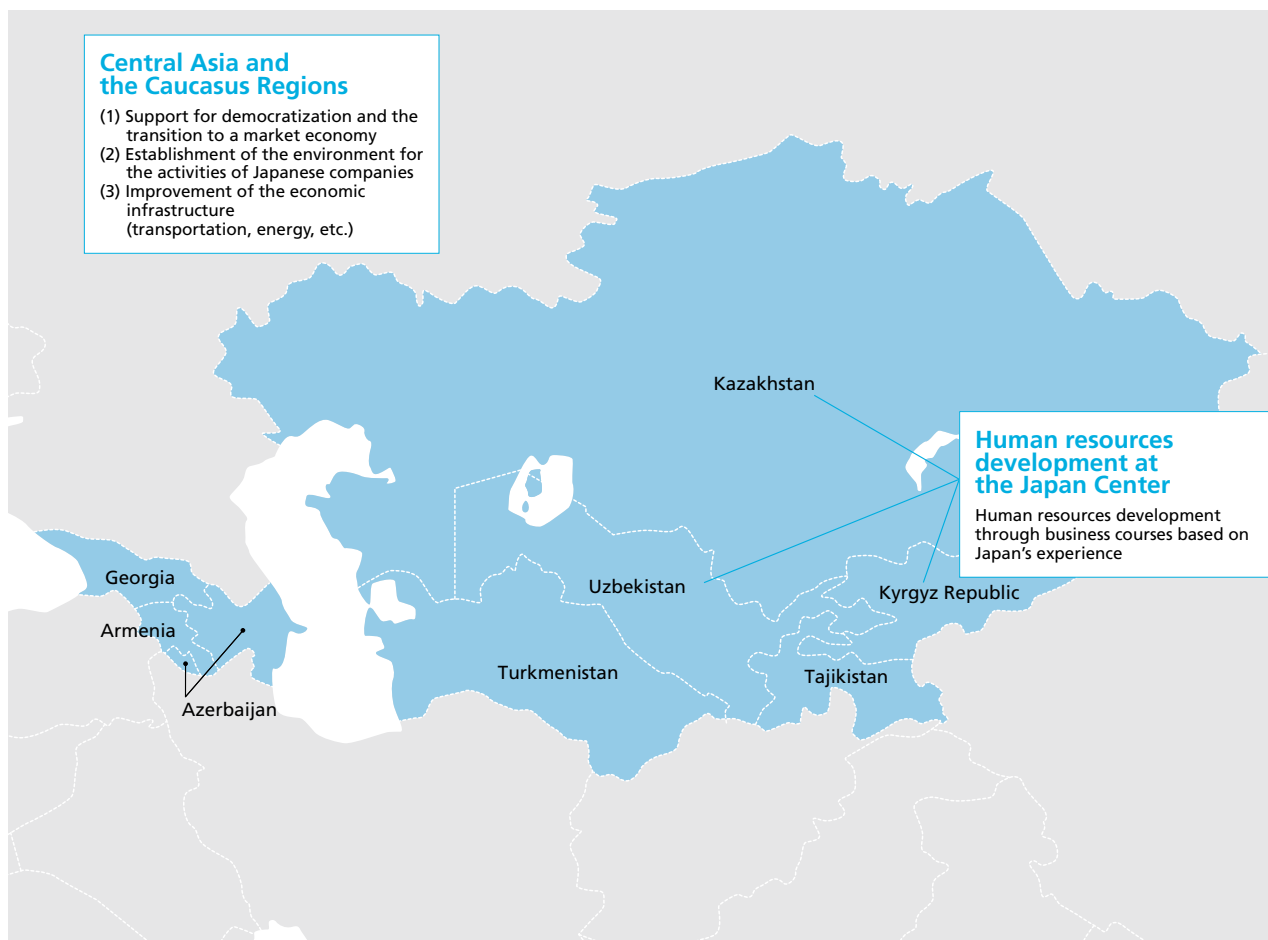 Central Asia and
the Caucasus Regions
(1) Support for democratization and the
transition to a market economy
(2) Establishment of the environment for
the activities of Japanese companies
(3) Improvement of the economic
infrastructure
(transportation, energy, etc.)
Kazakhstan
Human resources
development at
the Japan Center
Human resources development
through business courses based on
Japan's experience
Georgia
Uzbekistan
Kyrgyz Republic
Armenia
Turkmenistan
Tajikistan
Azerbaijan